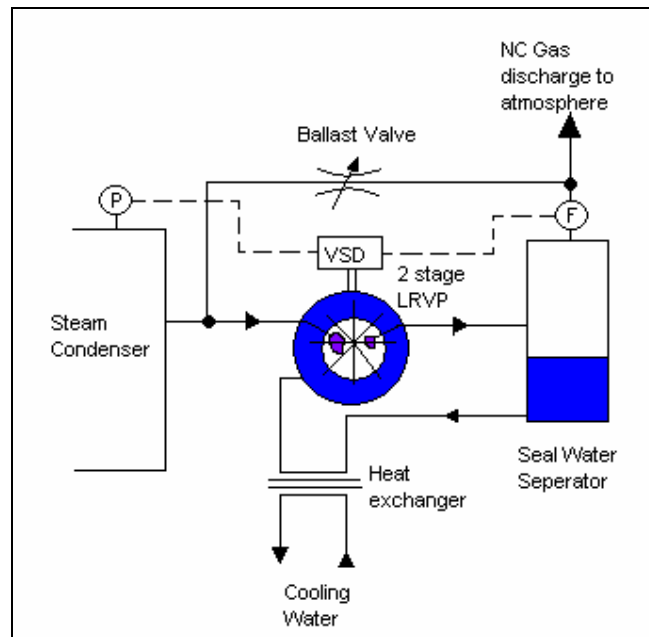 NC Gas
discharge to
atmosphere
Ballast Valve
P
F
VSD
2 stage
LRVP
Steam
Condenser
Seal Water
Seperator
Heat
exchanger
Cooling
Water